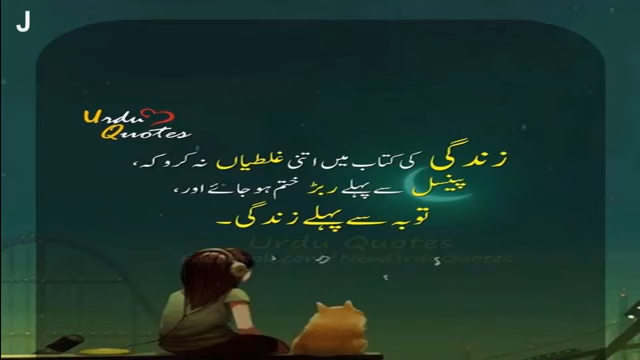 J
Urdu
Quotes
زندگی کی کتاب میں اتنی غلطیاں نہ کرو کہ،
پینسل سے پہلے ربڑ ختم ہو جائے اور،
توبہ سے پہلے زندگی۔
Urdu Quotes